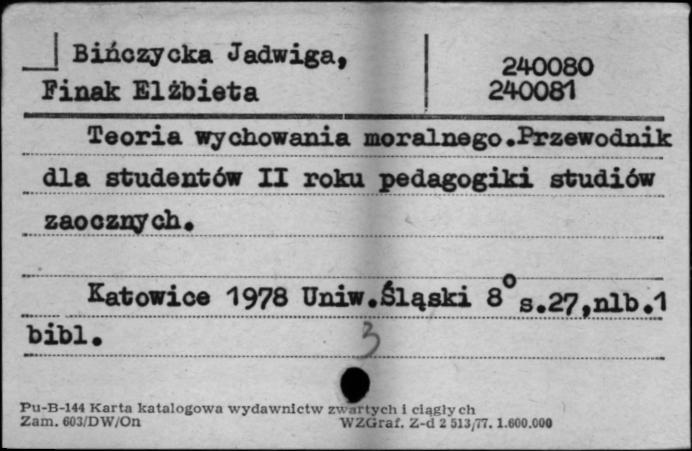 Bińczycka Jadwiga,
Finak Elżbieta
240080
240081
Teoria wychowania moralnego.Przewodnik
dla studentów II roku pedagogiki studiów
zaocznych.
Katowice 1978 Uniw.Śląski 8° s.27,nlb.1
bibl.
3
Pu-B-144 Karta katalogowa wydawnictw zwartych i ciągłych
Zam. 603/DW/On WZGraf. Z-d 2 513/77. 1.600.000